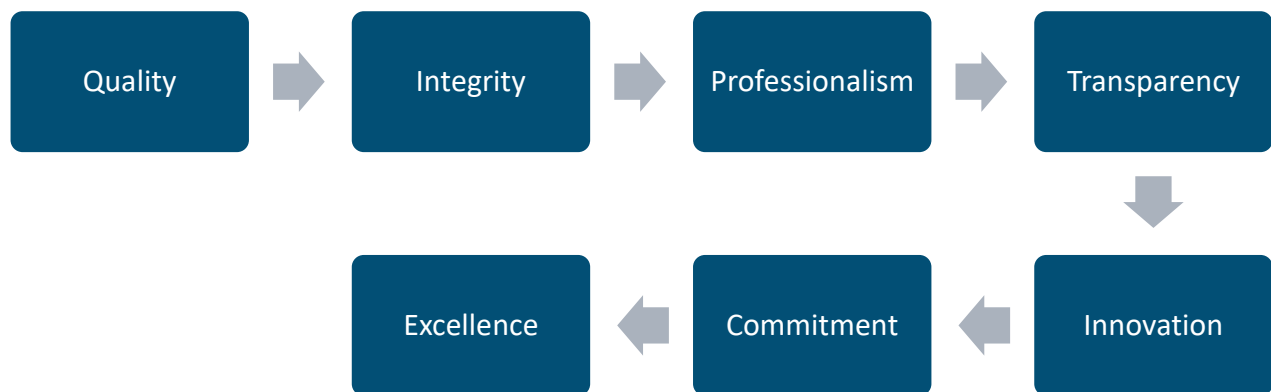 Quality
Integrity
Professionalism
Transparency
Innovation
Commitment
Excellence